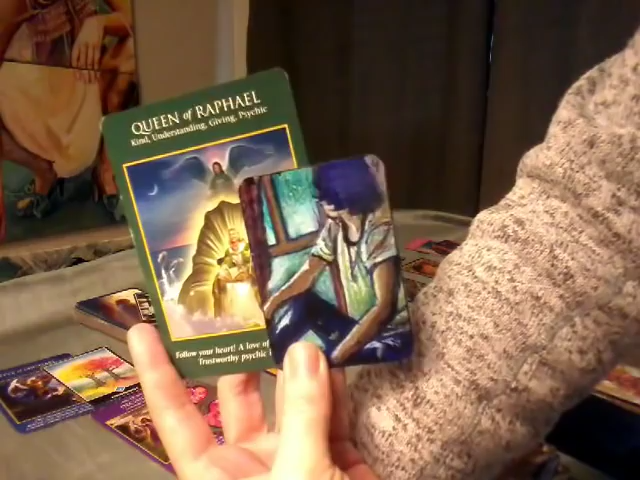 QUEEN of RAPHAEL
Kind, Understanding, Giving, Psychic
Follow your heart! A love of
Trustworthy psychic